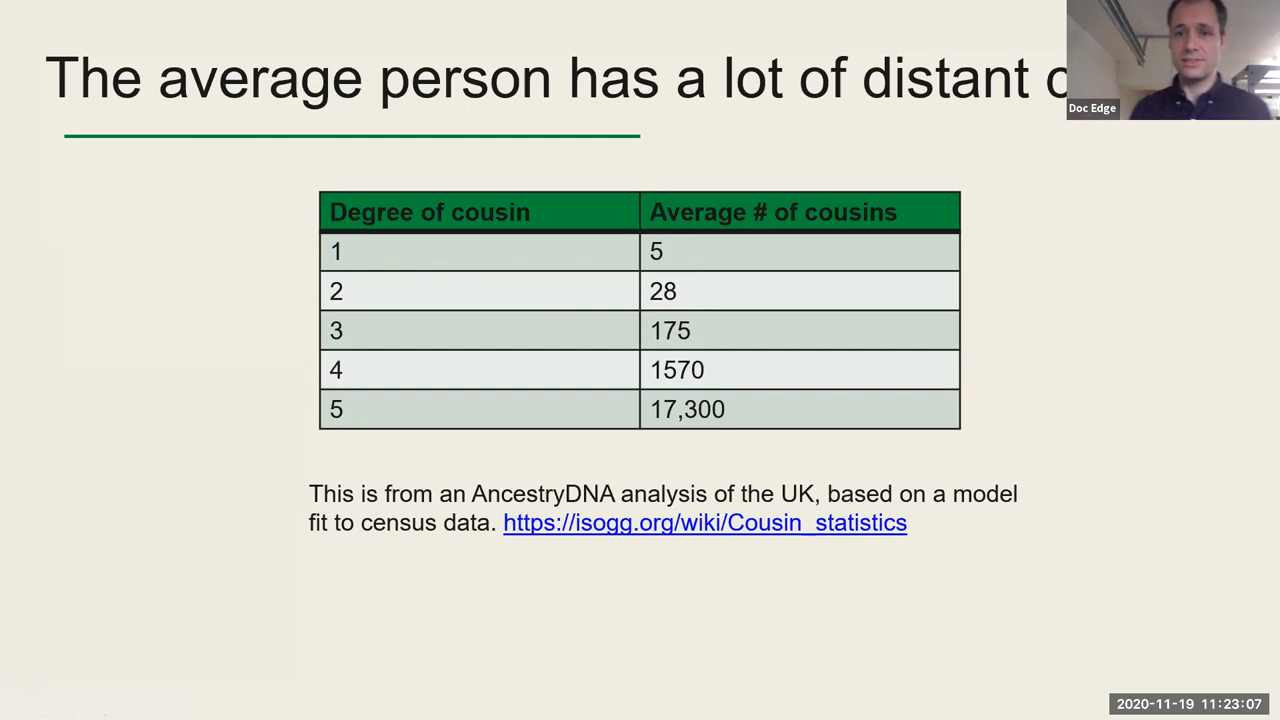 The average person has a lot of distant
Doc Edge
Degree of cousin Average # of cousins
1 5
2 28
3 175
4 1570
5 17,300
This is from an AncestryDNA analysis of the UK, based on a model
fit to census data. https://isogg.org/wiki/Cousin_statistics
2020-11-19 11:23:07